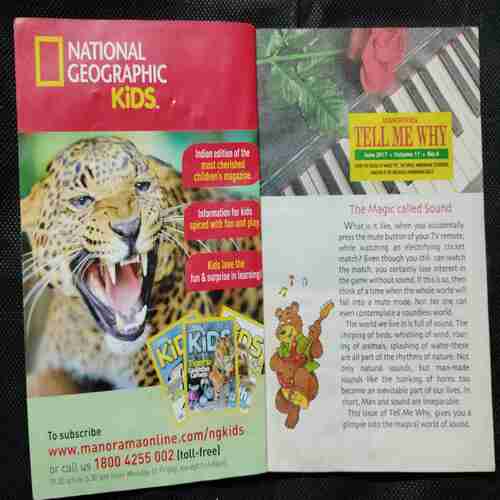 NATIONAL
GEOGRAPHIC
KiDS
Indian edition of the
most cherished
children's magazine.
Information for kids
spiced with fun and play.
Kids love the
fun & surprise in learning!
KiDS
To subscribe
www.manoramaonline.com/ngkids
or call us 1800 4255 002 (toll-free)
MANORAMA
TELL ME WHY
June 2017 • Volume 11 • No.9
The Magic called Sound
What is it like, when you accidentally
press the mute button of your TV remote,
while watching an electrifying cricket
match? Even though you still can watch
the match, you certainly lose interest in
the game without sound. If this is so, then
think of a time when the whole world will
fall into a mute mode. Nor for one can
even contemplate a soundless world.
The world we live in is full of sound. The
chirping of birds, whistling of wind, roar-
ing of animals, splashing of water-these
are all part of the rhythms of nature. Not
only natural sounds, but man-made
sounds like the honking of horns too
become an inevitable part of our lives. In
short, Man and sound are inseparable.
This issue of Tell Me Why, gives you a
glimpse into the magical world of sound.